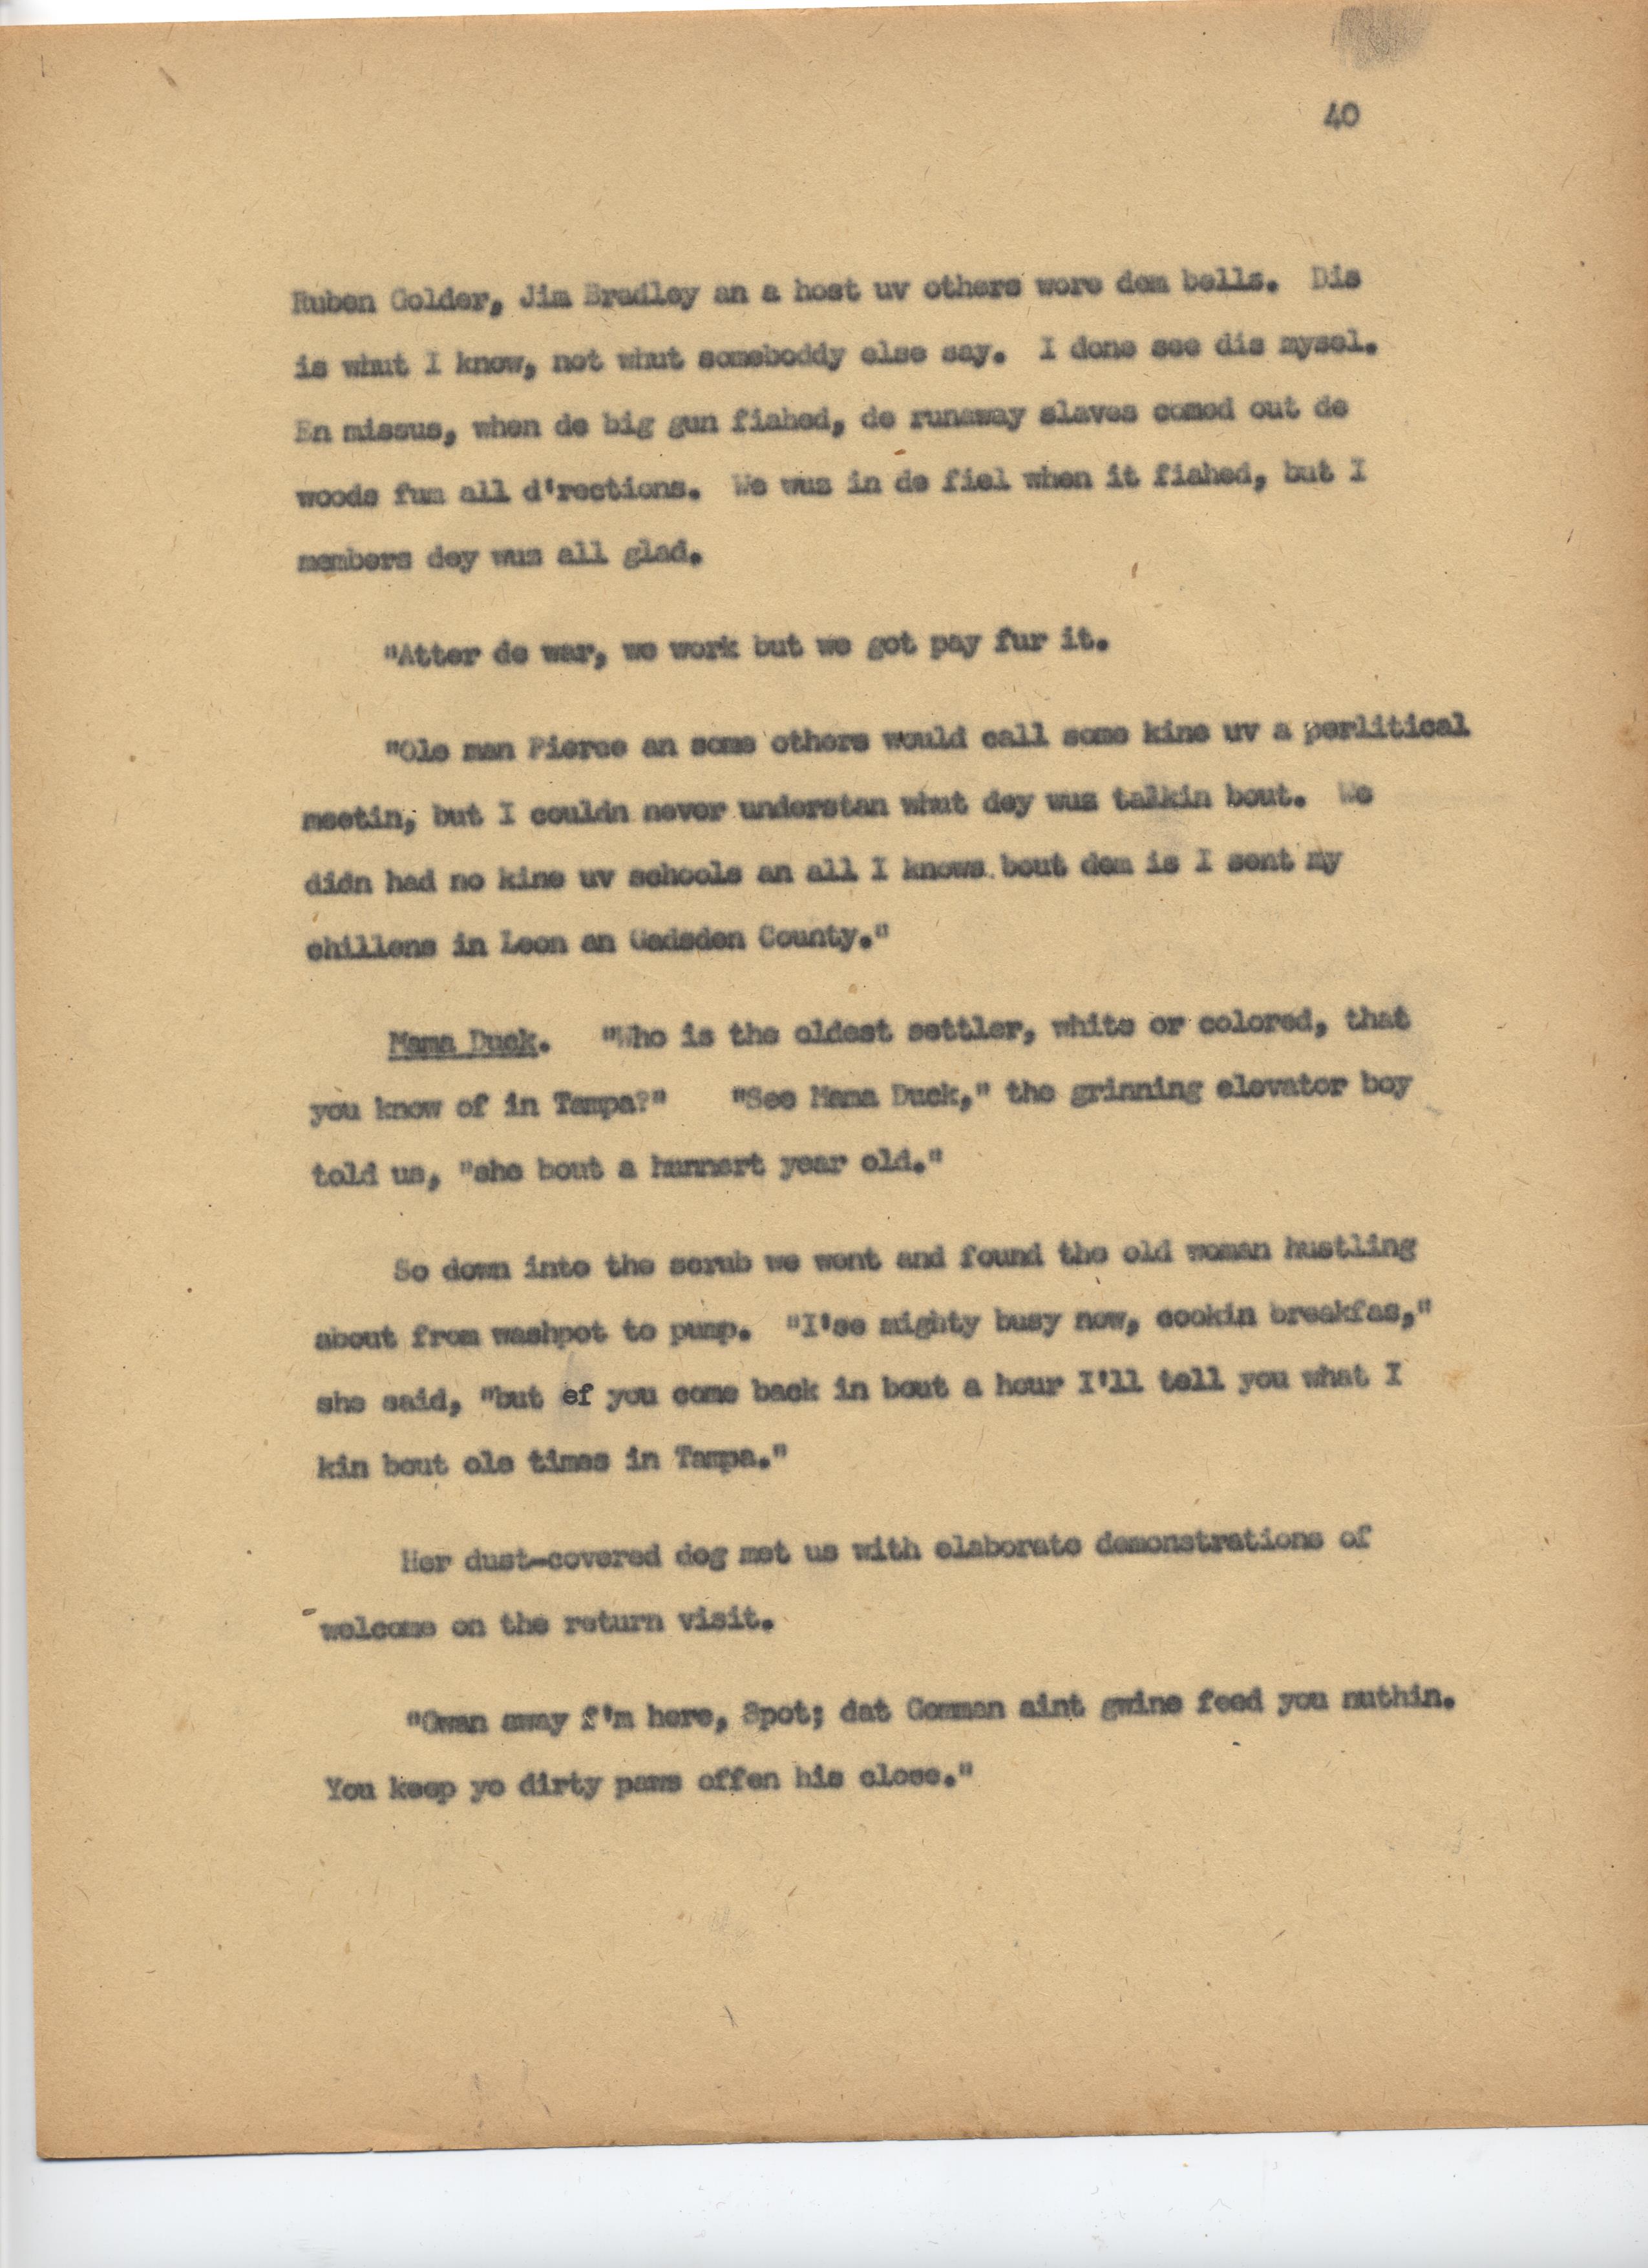 40
Ruben Golder, Jim Bradley an a host uv others wore dem bells. Dis
is whut I know, not whut someboddy else say. I done see dis mysel.
En missus, when de big gun fiahed, de runaway slaves comed out de
woods fum all d'rections. We wuz in de fiel when it fiahed, but I
members dey wuz all glad.
"Atter de war, we work but we got pay fur it.
"Ole man Pierce an some others would call some kine uv a perlitical
meetin, but I couldn never understan whut dey wuz talkin bout. We
didn had no kine uv schools an all I knows bout dem is I sent my
chillens in Leon an Gadsden County."
Mama Duck. "Who is the oldest settler, white or colored, that
you know of in Tampa?" "See Mama Duck," the grinning elevator boy
told us, "she bout a hunnert year old."
So down into the scrub we went and found the old woman hustling
about from washpot to pump. "I'se mighty busy now, cookin breakfas,"
she said, "but ef you come back in bout a hour I'll tell you what I
kin bout ole times in Tampa."
Her dust-covered dog met us with elaborate demonstrations of
welcome on the return visit.
"Gwan away f'm here, Spot; dat Gemman aint gwine feed you nuthin.
You keep yo dirty paws offen his close."